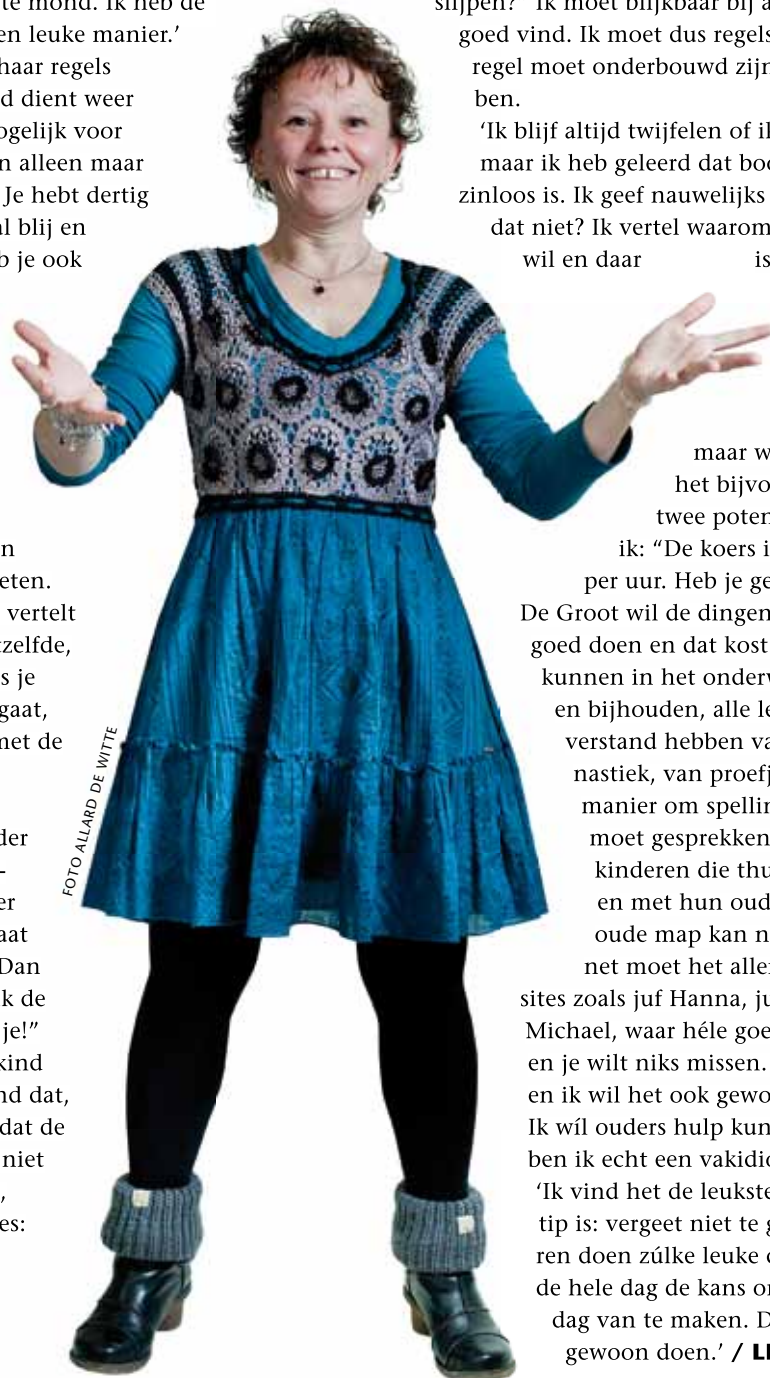 te mond. Ik heb de
en leuke manier.’
haar regels
d dient weer
ogelijk voor
n alleen maar
Je hebt dertig
al blij en
b je ook
n
eten.
vertelt
tzelfde,
s je
gaat,
met de
der
-
er
aat
Dan
k de
je!”
kind
nd dat,
dat de
niet
,
es:
FOTO ALLARD DE WITTE
slijpen?” Ik moet blijkbaar bij a
goed vind. Ik moet dus regels
regel moet onderbouwd zijn
ben.
‘Ik blijf altijd twijfelen of i
maar ik heb geleerd dat boo
zinloos is. Ik geef nauwelijks
dat niet? Ik vertel waarom
wil en daar is
maar w
het bijvo
twee poten
ik: “De koers i
per uur. Heb je ge
De Groot wil de dingen
goed doen en dat kost
kunnen in het onderw
en bijhouden, alle le
verstand hebben va
nastiek, van proefj
manier om spellin
moet gesprekken
kinderen die thu
en met hun oud
oude map kan n
net moet het aller
sites zoals juf Hanna, ju
Michael, waar héle goe
en je wilt niks missen.
en ik wil het ook gewo
Ik wíl ouders hulp kun
ben ik echt een vakidio
‘Ik vind het de leukste
tip is: vergeet niet te g
ren doen zúlke leuke d
de hele dag de kans om
dag van te maken. D
gewoon doen.’ / LI